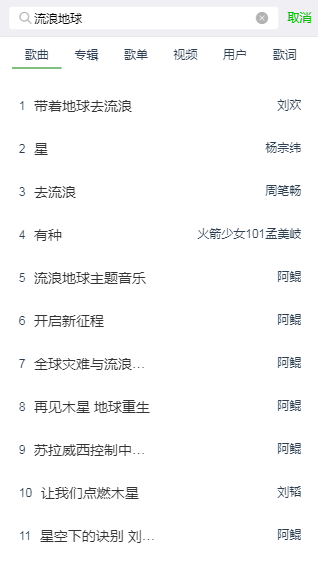 流浪地球 取消
歌曲 专辑 歌单 视频 用户 歌词
1 带着地球去流浪 刘欢
2 星 杨宗纬
3 去流浪 周笔畅
4 有种 火箭少女101孟美岐
5 流浪地球主题音乐 阿鲲
6 开启新征程 阿鲲
7 全球灾难与流浪... 阿鲲
8 再见木星 地球重生 阿鲲
9 苏拉威西控制中... 阿鲲
10 让我们点燃木星 刘韬
11 星空下的诀别 刘... 阿鲲